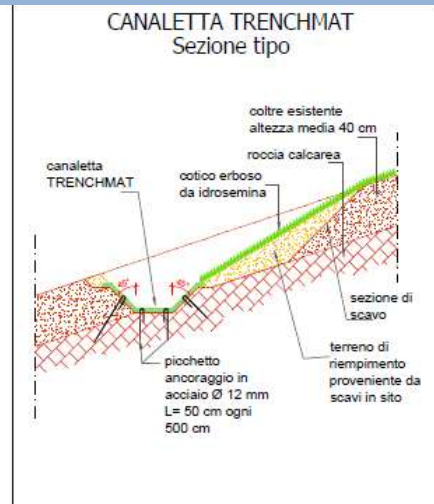 CANALETTA TRENCHMAT
Sezione tipo
coltre esistente
altezza media 40 cm
roccia calcarea
canaletta
TRENCHMAT
cotico erboso
da idrosemina
sezione di
scavo
picchetto
ancoraggio in
acciaio Ø 12 mm
L= 50 cm ogni
500 cm
terreno di
riempimento
proveniente da
scavi in sito